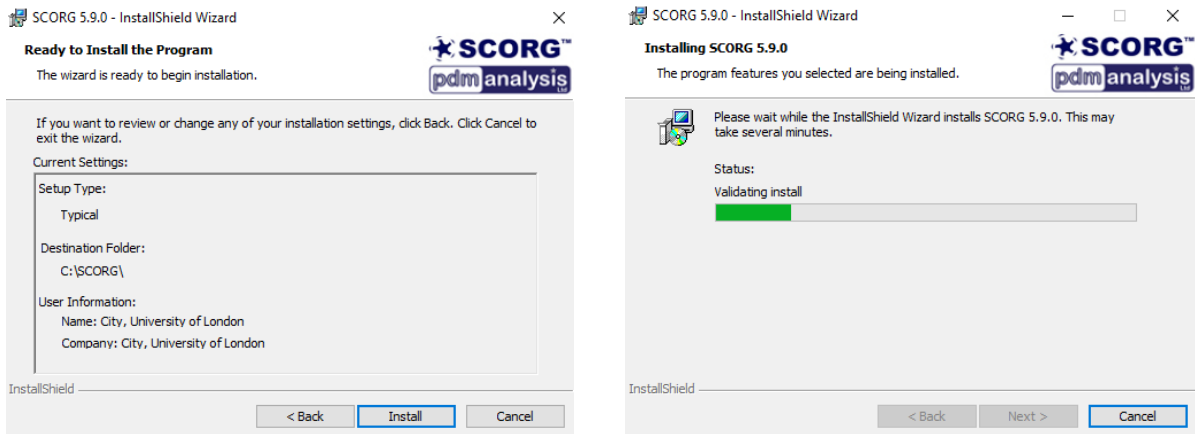 SCORG 5.9.0 - InstallShield Wizard
Ready to Install the Program
The wizard is ready to begin installation.
SCORG™
pdm analysis Ltd
If you want to review or change any of your installation settings, click Back. Click Cancel to
exit the wizard.
Current Settings:
Setup Type:
Typical
Destination Folder:
C:\SCORG\
User Information:
Name: City, University of London
Company: City, University of London
InstallShield
< Back
Install
Cancel
SCORG 5.9.0 - InstallShield Wizard
Installing SCORG 5.9.0
The program features you selected are being installed.
SCORG™
pdm analysis Ltd
Please wait while the InstallShield Wizard installs SCORG 5.9.0. This may
take several minutes.
Status:
Validating install
InstallShield
< Back
Next >
Cancel